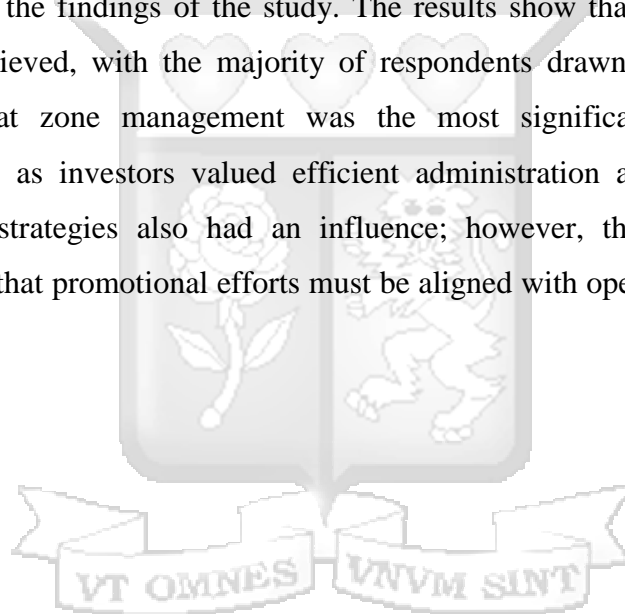 the findings of the study. The results show tha
ieved, with the majority of respondents drawn
at zone management was the most significa
as investors valued efficient administration a
strategies also had an influence; however, th
that promotional efforts must be aligned with ope
VT OMNES VNVM SINT